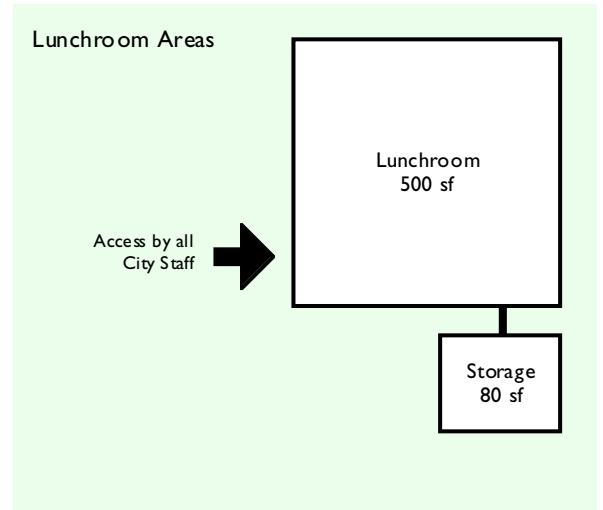 Lunchroom Areas
Lunchroom
500 sf
Access by all
City Staff
Storage
80 sf